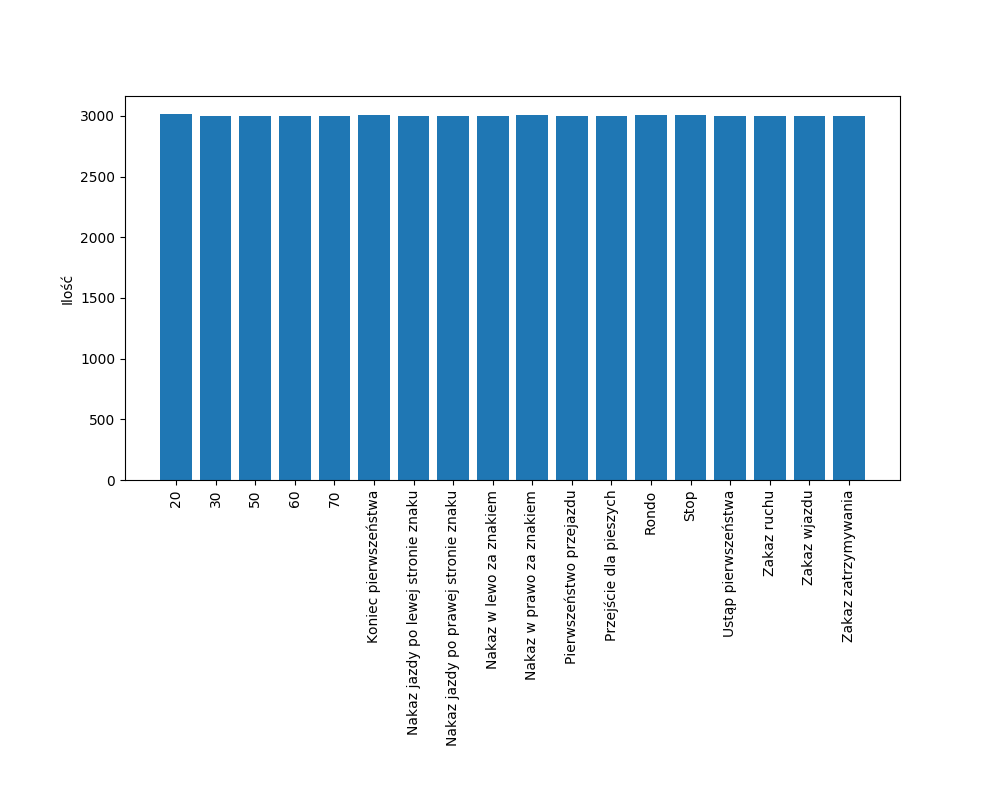 3000
2500
2000
1500
1000
500
0
Ilość
20
30
50
60
70
Koniec pierwszeństwa
Nakaz jazdy po lewej stronie znaku
Nakaz jazdy po prawej stronie znaku
Nakaz w lewo za znakiem
Nakaz w prawo za znakiem
Pierwszeństwo przejazdu
Przejście dla pieszych
Rondo
Stop
Ustąp pierwszeństwa
Zakaz ruchu
Zakaz wjazdu
Zakaz zatrzymywania